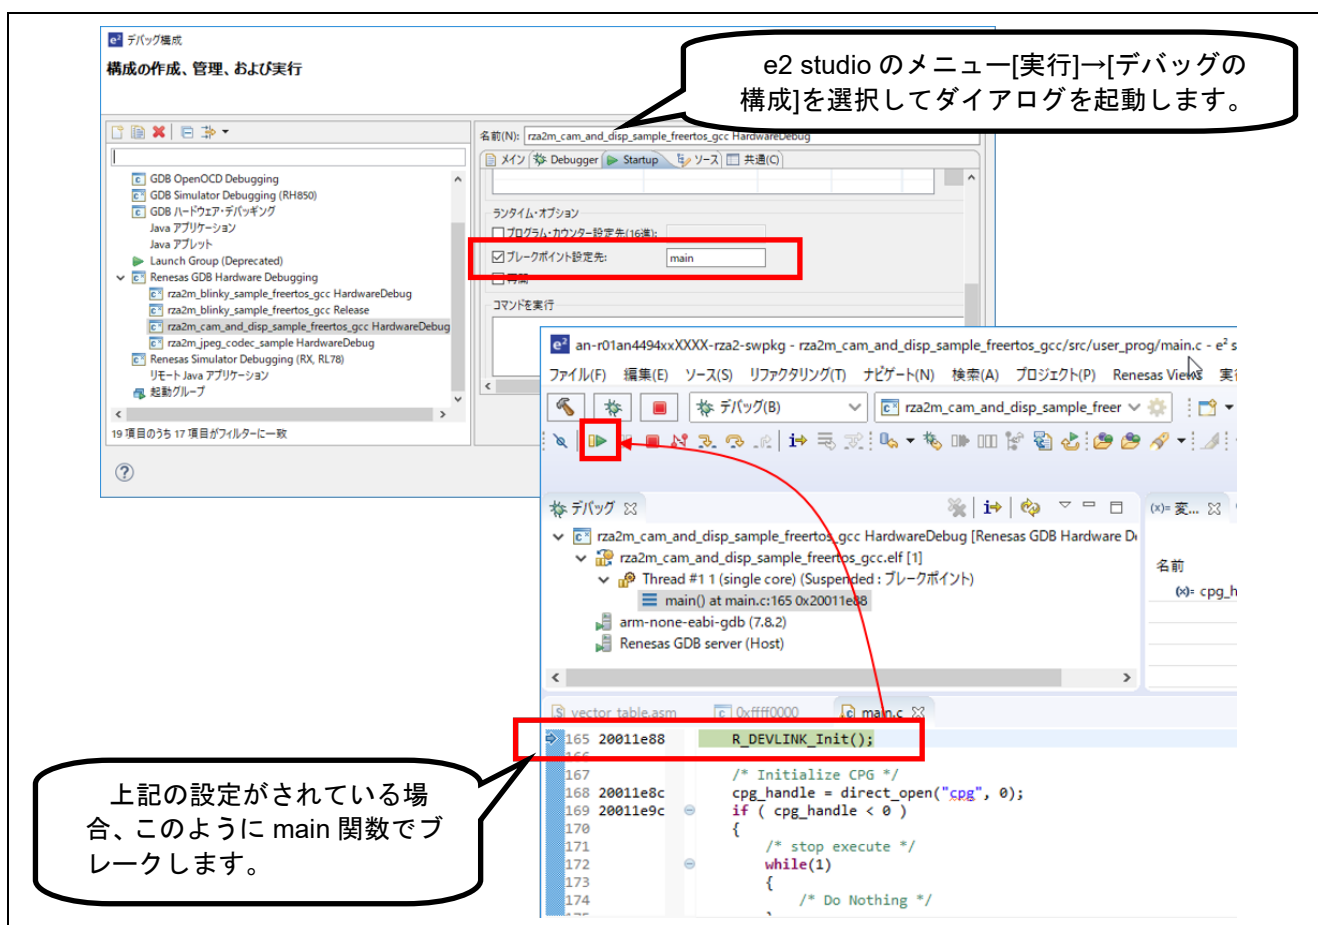 デバッグ構成
構成の作成、管理、および実行
e2 studio のメニュー[実行]→[デバッグの
構成]を選択してダイアログを起動します。
名前(N): rza2m_cam_and_disp_sample_freertos_gcc HardwareDebug
メイン Debugger Startup ソース 共通(C)
GDB OpenOCD Debugging
GDB Simulator Debugging (RH850)
GDB ハードウェア・デバッギング
Java アプリケーション
Java アプレット
Launch Group (Deprecated)
Renesas GDB Hardware Debugging
rza2m_blinky_sample_freertos_gcc HardwareDebug
rza2m_blinky_sample_freertos_gcc Release
rza2m_cam_and_disp_sample_freertos_gcc HardwareDebug
rza2m_jpeg_codec_sample HardwareDebug
Renesas Simulator Debugging (RX, RL78)
リモート Java アプリケーション
起動グループ
19 項目のうち 17 項目がフィルターに一致
ランタイム・オプション
プログラム・カウンター設定先(16進):
ブレークポイント設定先: main
再開
コマンドを実行
an-r01an4494xxXXXX-rza2-swpkg - rza2m_cam_and_disp_sample_freertos_gcc/src/user_prog/main.c - e² s
ファイル(F) 編集(E) ソース(S) リファクタリング(T) ナビゲート(N) 検索(A) プロジェクト(P) Renesas Views 実
デバッグ(B) rza2m_cam_and_disp_sample_freer
デバッグ
(x)= 変...
rza2m_cam_and_disp_sample_freertos_gcc HardwareDebug [Renesas GDB Hardware D
rza2m_cam_and_disp_sample_freertos_gcc.elf [1]
Thread #1 1 (single core) (Suspended : ブレークポイント)
main() at main.c:165 0x20011e88
arm-none-eabi-gdb (7.8.2)
Renesas GDB server (Host)
名前
(x)= cpg_h
vector_table.asm 0xffff0000 main.c
165 20011e88 R_DEVLINK_Init();
166
167 /* Initialize CPG */
168 20011e8c cpg_handle = direct_open("cpg", 0);
169 20011e9c if ( cpg_handle < 0 )
170 {
171 /* stop execute */
172 while(1)
173 {
174 /* Do Nothing */
上記の設定がされている場
合、このように main 関数でブ
レークします。